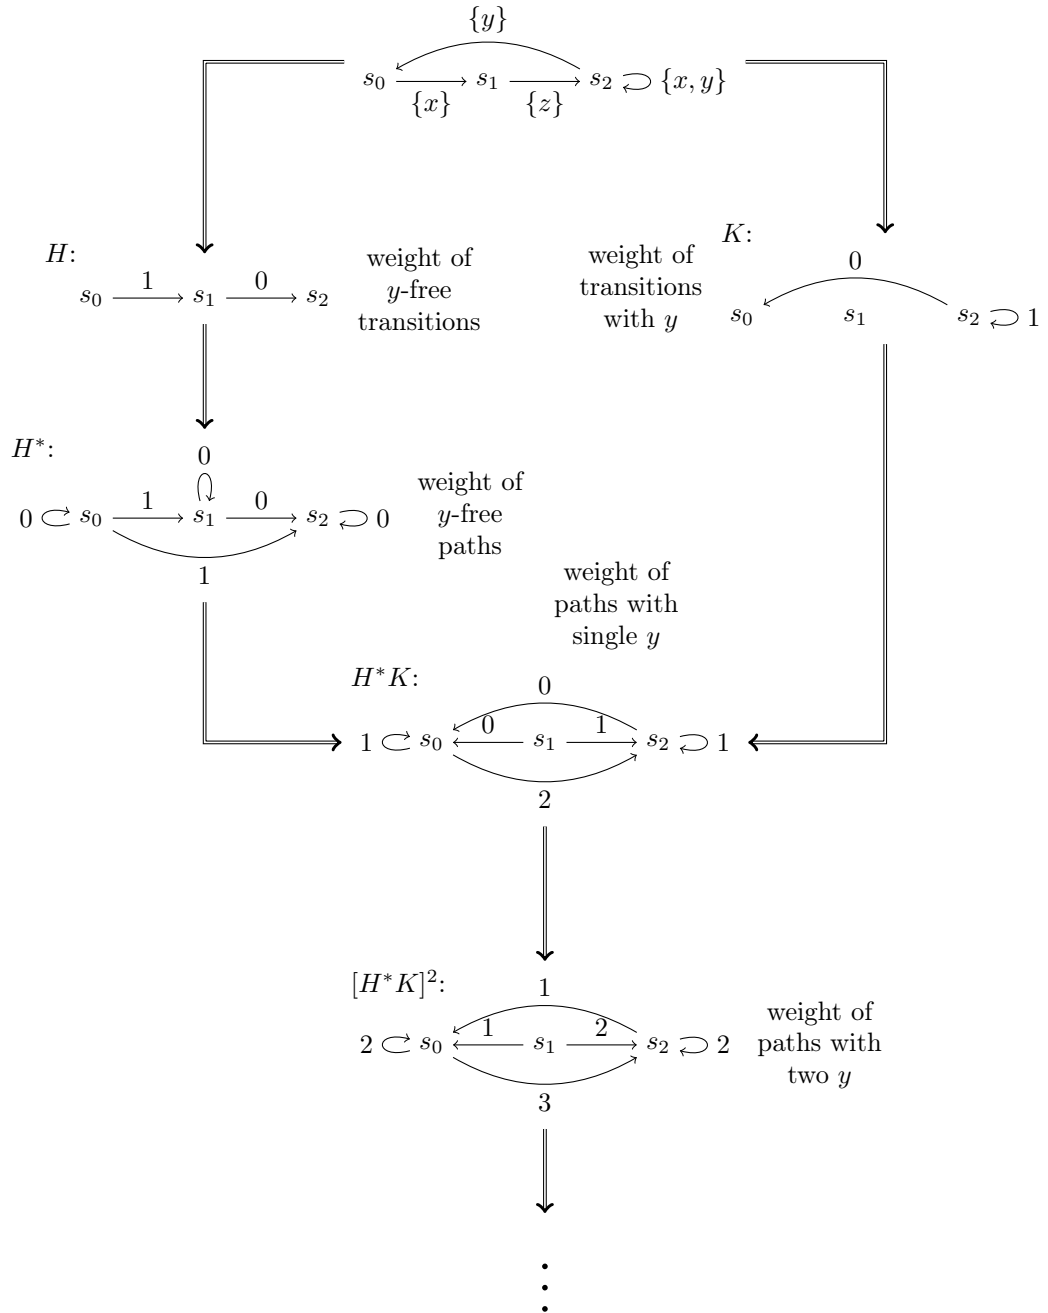 {y}
s₀ s₁ s₂ {x, y}
{x} {z}
H:
1 0
s₀ s₁ s₂
weight of
y-free
transitions
weight of
transitions
with y
K:
0
s₀ s₁ s₂ 1
H*:
0
1 0
0 s₀ s₁ s₂ 0
1
weight of
y-free
paths
weight of
paths with
single y
H*K:
0
0 1
1 s₀ s₁ s₂ 1
2
[H*K]²:
1
1 2
2 s₀ s₁ s₂ 2
3
weight of
paths with
two y
⋮